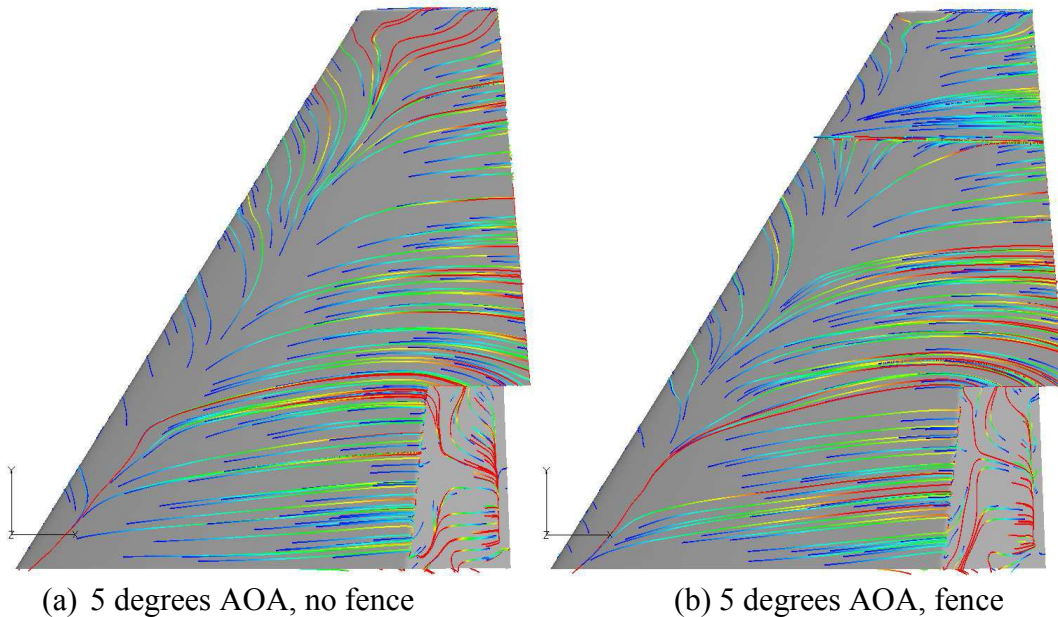 Y
Z X
Y
Z X
(a) 5 degrees AOA, no fence
(b) 5 degrees AOA, fence